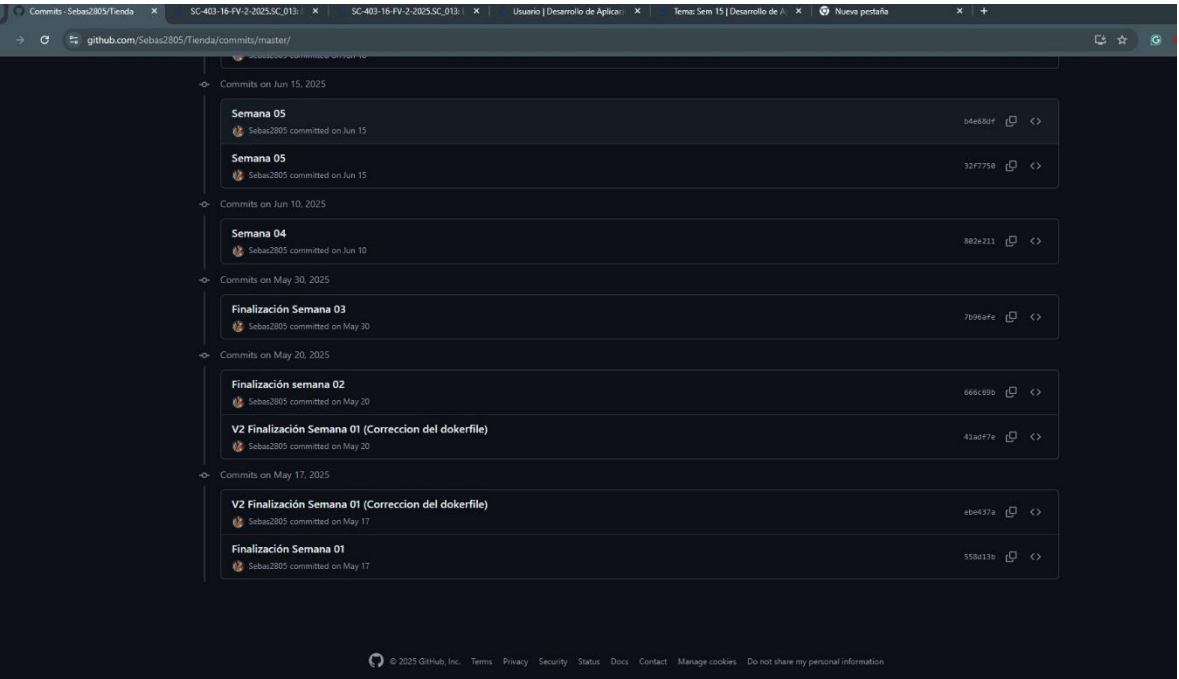 Commits · Sebas2805/Tienda
SC-403-16-FV-2-2025.SC_013:
SC-403-16-FV-2-2025.SC_013:
Usuario | Desarrollo de Aplicac
Tema: Sem 15 | Desarrollo de A
Nueva pestaña
github.com/Sebas2805/Tienda/commits/master/
Commits on Jun 15, 2025
Semana 05
Sebas2805 committed on Jun 15
b4e68df
Semana 05
Sebas2805 committed on Jun 15
32f7750
Commits on Jun 10, 2025
Semana 04
Sebas2805 committed on Jun 10
802e211
Commits on May 30, 2025
Finalización Semana 03
Sebas2805 committed on May 30
7b96afe
Commits on May 20, 2025
Finalización semana 02
Sebas2805 committed on May 20
666c69b
V2 Finalización Semana 01 (Correccion del dokerfile)
Sebas2805 committed on May 20
41adf7e
Commits on May 17, 2025
V2 Finalización Semana 01 (Correccion del dokerfile)
Sebas2805 committed on May 17
ebe437a
Finalización Semana 01
Sebas2805 committed on May 17
558d13b
© 2025 GitHub, Inc. Terms Privacy Security Status Docs Contact Manage cookies Do not share my personal information